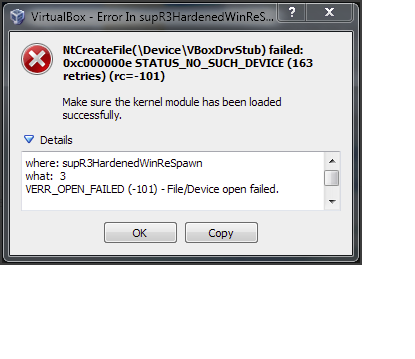 VirtualBox - Error In supR3HardenedWinReS...
NtCreateFile(\Device\VBoxDrvStub) failed:
0xc000000e STATUS_NO_SUCH_DEVICE (163
retries) (rc=-101)
Make sure the kernel module has been loaded
successfully.
Details
where: supR3HardenedWinReSpawn
what: 3
VERR_OPEN_FAILED (-101) - File/Device open failed.
OK Copy